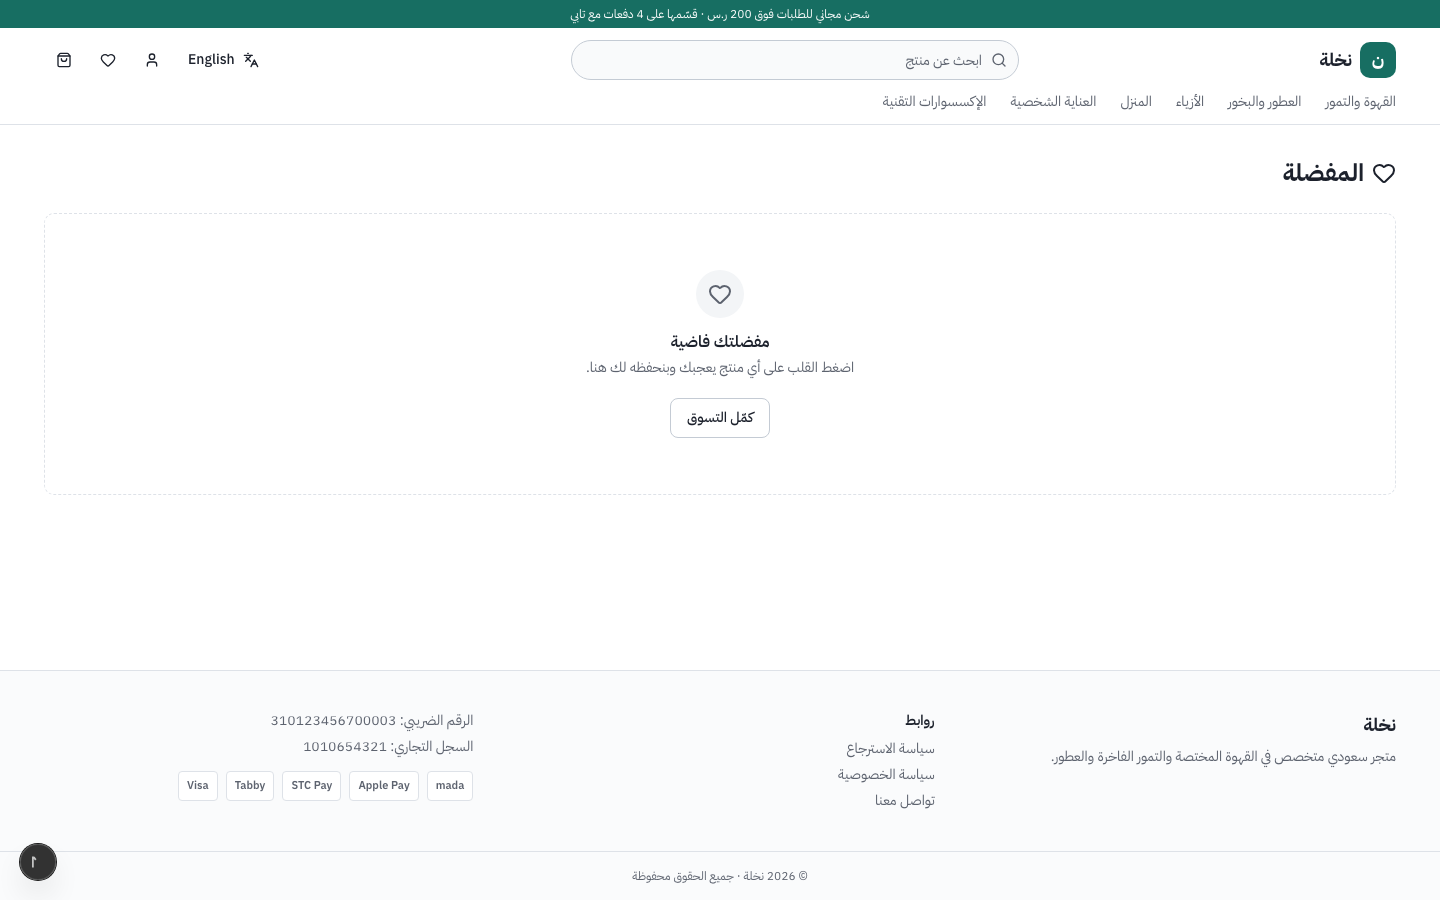 شحن مجاني للطلبات فوق 200 ر.س · قسّمها على 4 دفعات مع تابي
ن
نخلة
ابحث عن منتج
English
القهوة والتمور
العطور والبخور
الأزياء
المنزل
العناية الشخصية
الإكسسوارات التقنية
المفضلة
مفضلتك فاضية
اضغط القلب على أي منتج يعجبك وبنحفظه لك هنا.
كمّل التسوق
نخلة
متجر سعودي متخصص في القهوة المختصة والتمور الفاخرة والعطور.
روابط
سياسة الاسترجاع
سياسة الخصوصية
تواصل معنا
الرقم الضريبي: 310123456700003
السجل التجاري: 1010654321
mada
Apple Pay
STC Pay
Tabby
Visa
© 2026 نخلة · جميع الحقوق محفوظة